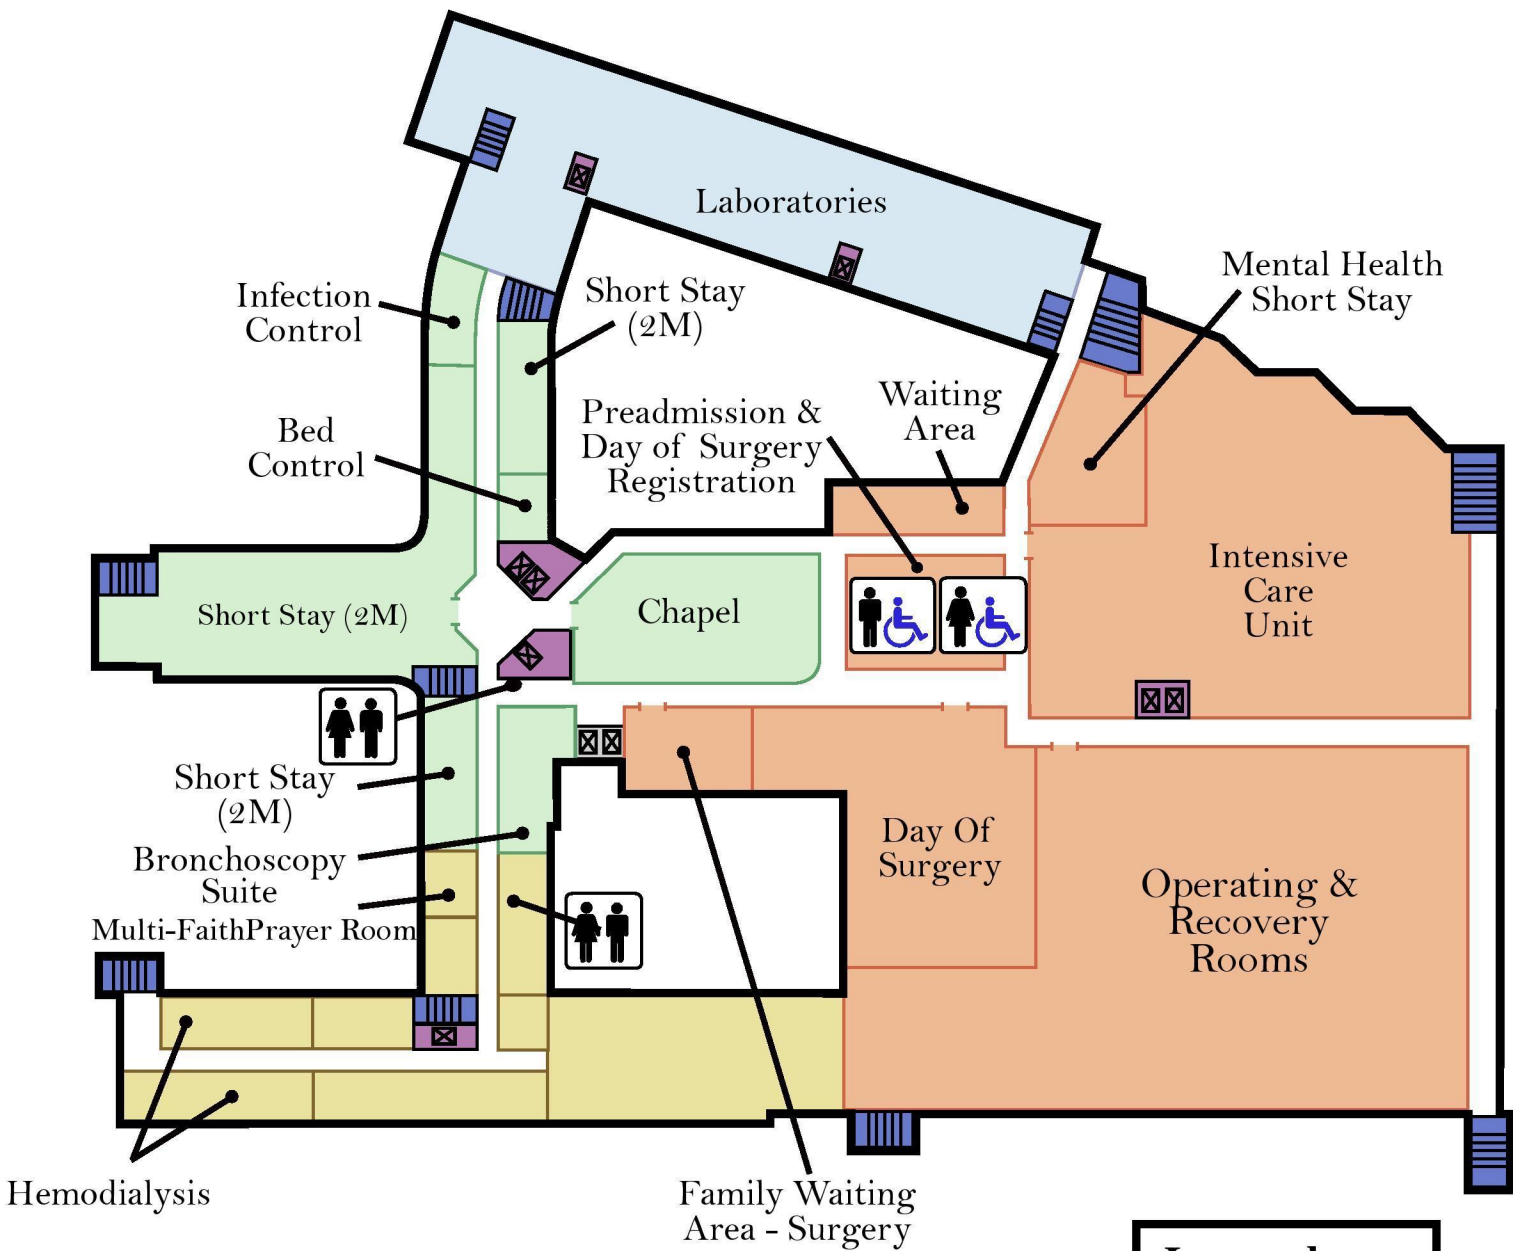 Laboratories
Mental Health
Short Stay
Infection
Control
Short Stay
(2M)
Waiting
Area
Preadmission &
Day of Surgery
Registration
Bed
Control
Intensive
Care
Unit
Short Stay (2M)
Chapel
Short Stay
(2M)
Day Of
Surgery
Bronchoscopy
Suite
Operating &
Recovery
Rooms
Multi-FaithPrayer Room
Hemodialysis
Family Waiting
Area - Surgery